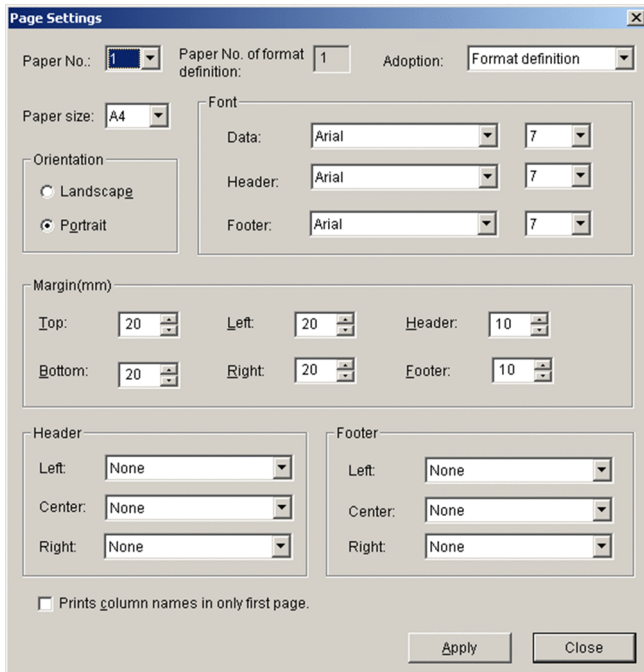 Page Settings
Paper No.: 1 Paper No. of format definition: 1 Adoption: Format definition
Paper size: A4
Orientation
Landscape
Portrait
Font
Data: Arial 7
Header: Arial 7
Footer: Arial 7
Margin(mm)
Top: 20 Left: 20 Header: 10
Bottom: 20 Right: 20 Footer: 10
Header
Left: None
Center: None
Right: None
Footer
Left: None
Center: None
Right: None
Prints column names in only first page.
Apply Close